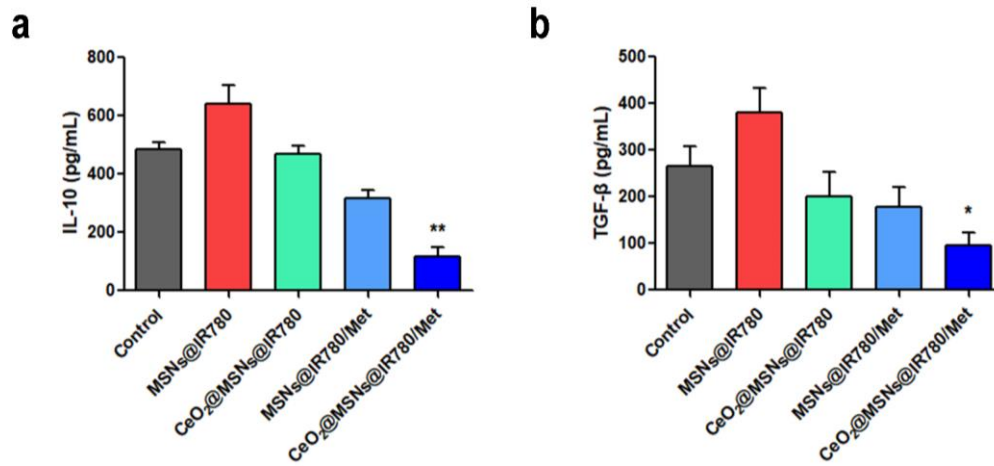 a
IL-10 (pg/mL)
800
600
400
200
0
**
Control
MSNs@IR780
CeO₂@MSNs@IR780
MSNs@IR780/Met
CeO₂@MSNs@IR780/Met
b
TGF-β (pg/mL)
500
400
300
200
100
0
*
Control
MSNs@IR780
CeO₂@MSNs@IR780
MSNs@IR780/Met
CeO₂@MSNs@IR780/Met